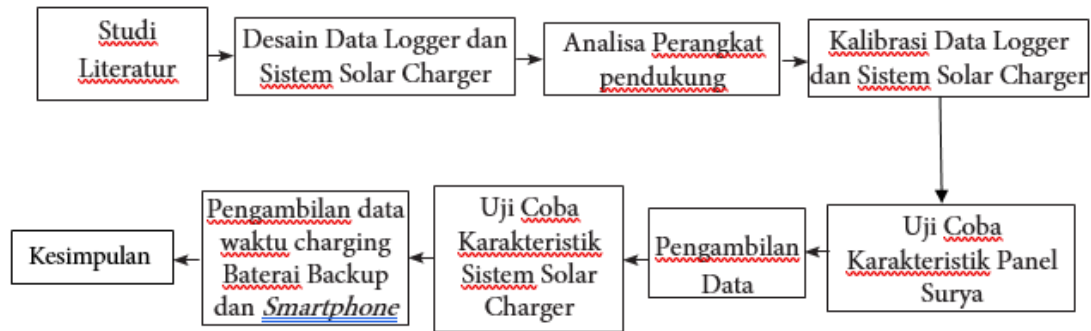 Studi
Literatur
Desain Data Logger dan
Sistem Solar Charger
Analisa Perangkat
pendukung
Kalibrasi Data Logger
dan Sistem Solar Charger
Uji Coba
Karakteristik Panel
Surya
Pengambilan
Data
Uji Coba
Karakteristik
Sistem Solar
Charger
Pengambilan data
waktu charging
Baterai Backup
dan Smartphone
Kesimpulan